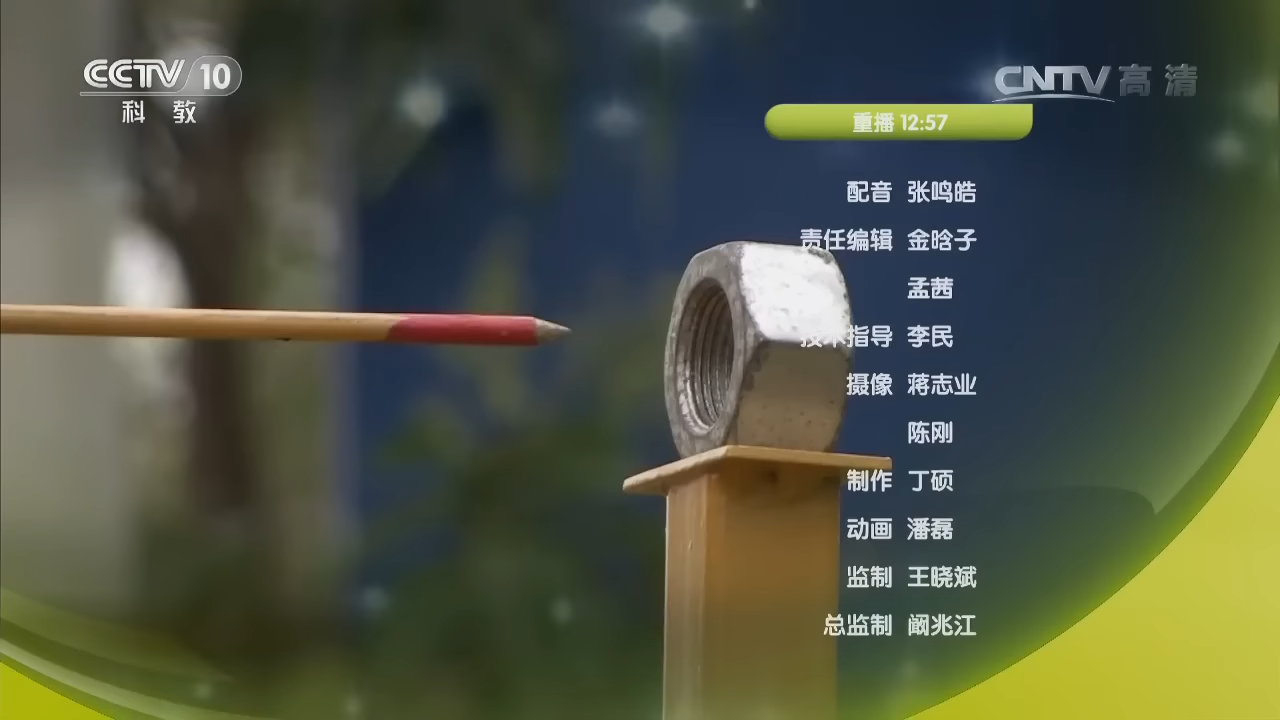 CCTV 10
科 教
CNTV 高清
重播 12:57
配音 张鸣皓
责任编辑 金晗子
孟茜
技术指导 李民
摄像 蒋志业
陈刚
制作 丁硕
动画 潘磊
监制 王晓斌
总监制 阚兆江